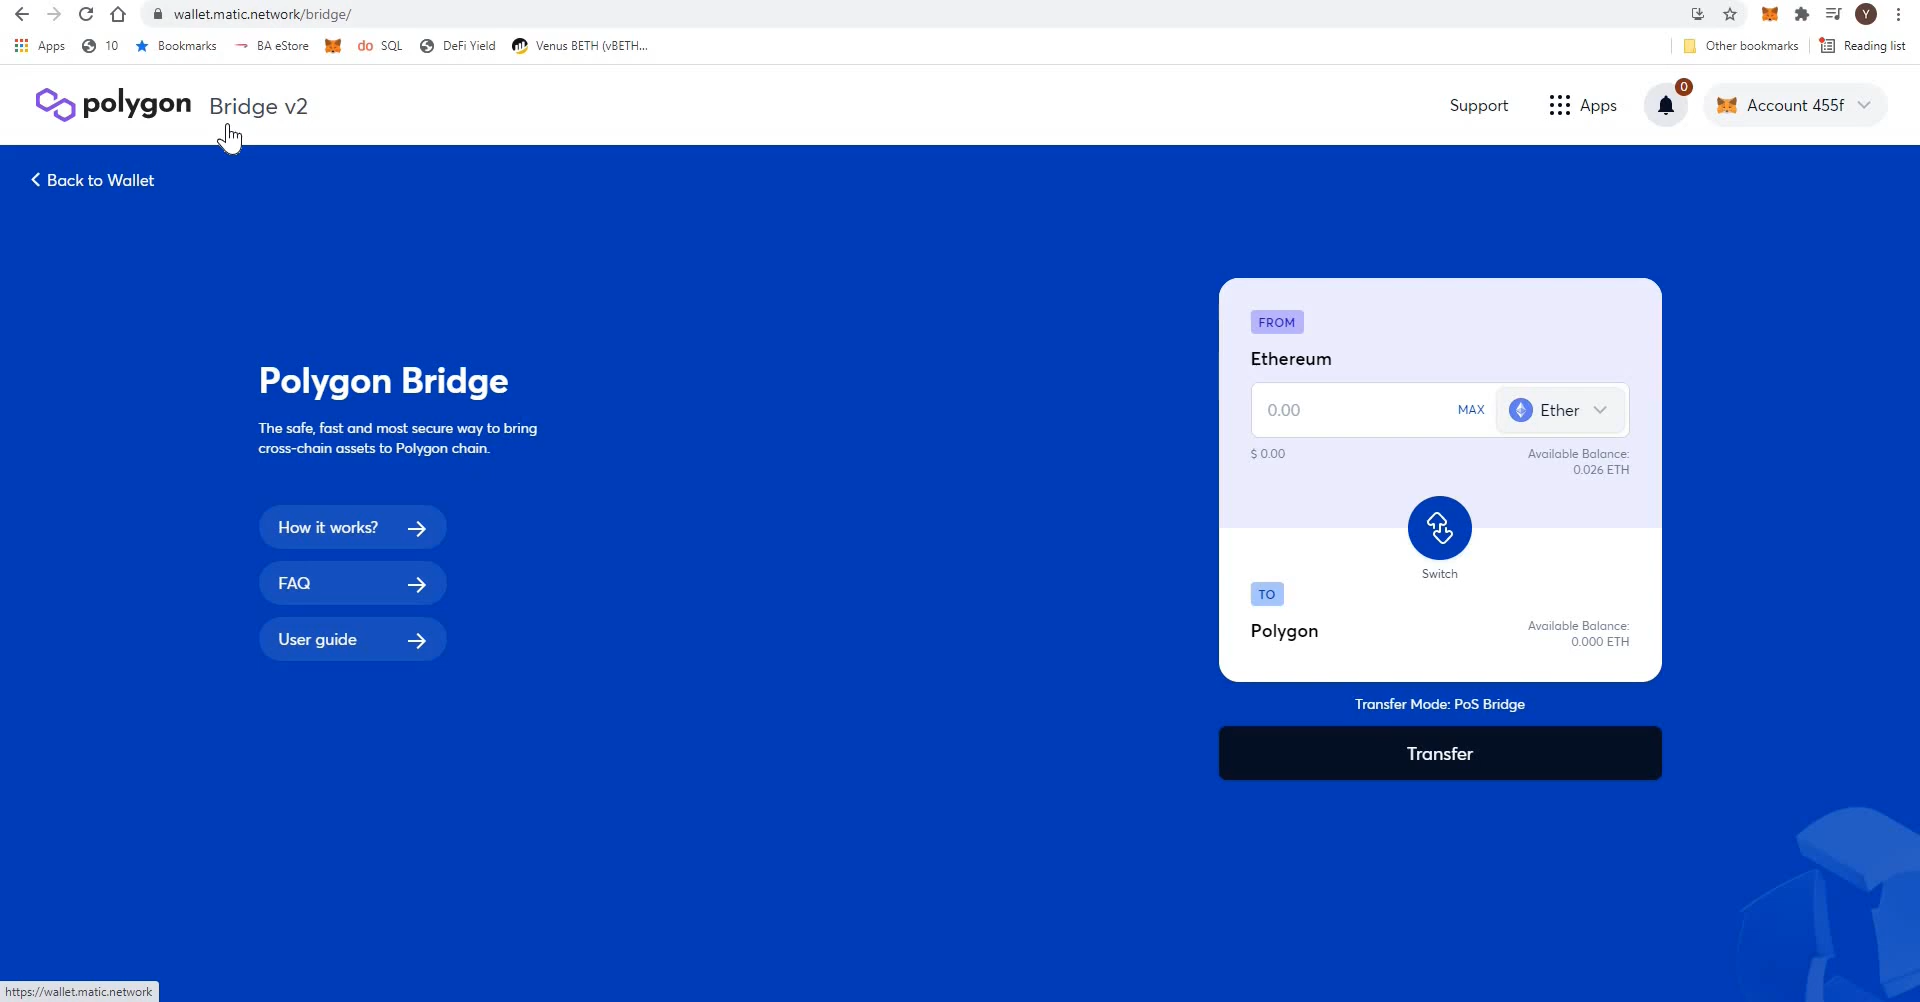 wallet.matic.network/bridge/
Y
Apps
10
Bookmarks
BA eStore
do SQL
DeFi Yield
Venus BETH (vBETH...
Other bookmarks
Reading list
polygon Bridge v2
Support
Apps
0
Account 455f
Back to Wallet
Polygon Bridge
The safe, fast and most secure way to bring
cross-chain assets to Polygon chain.
How it works?
FAQ
User guide
FROM
Ethereum
0.00 MAX Ether
$ 0.00
Available Balance:
0.026 ETH
Switch
TO
Polygon
Available Balance:
0.000 ETH
Transfer Mode: PoS Bridge
Transfer
https://wallet.matic.network